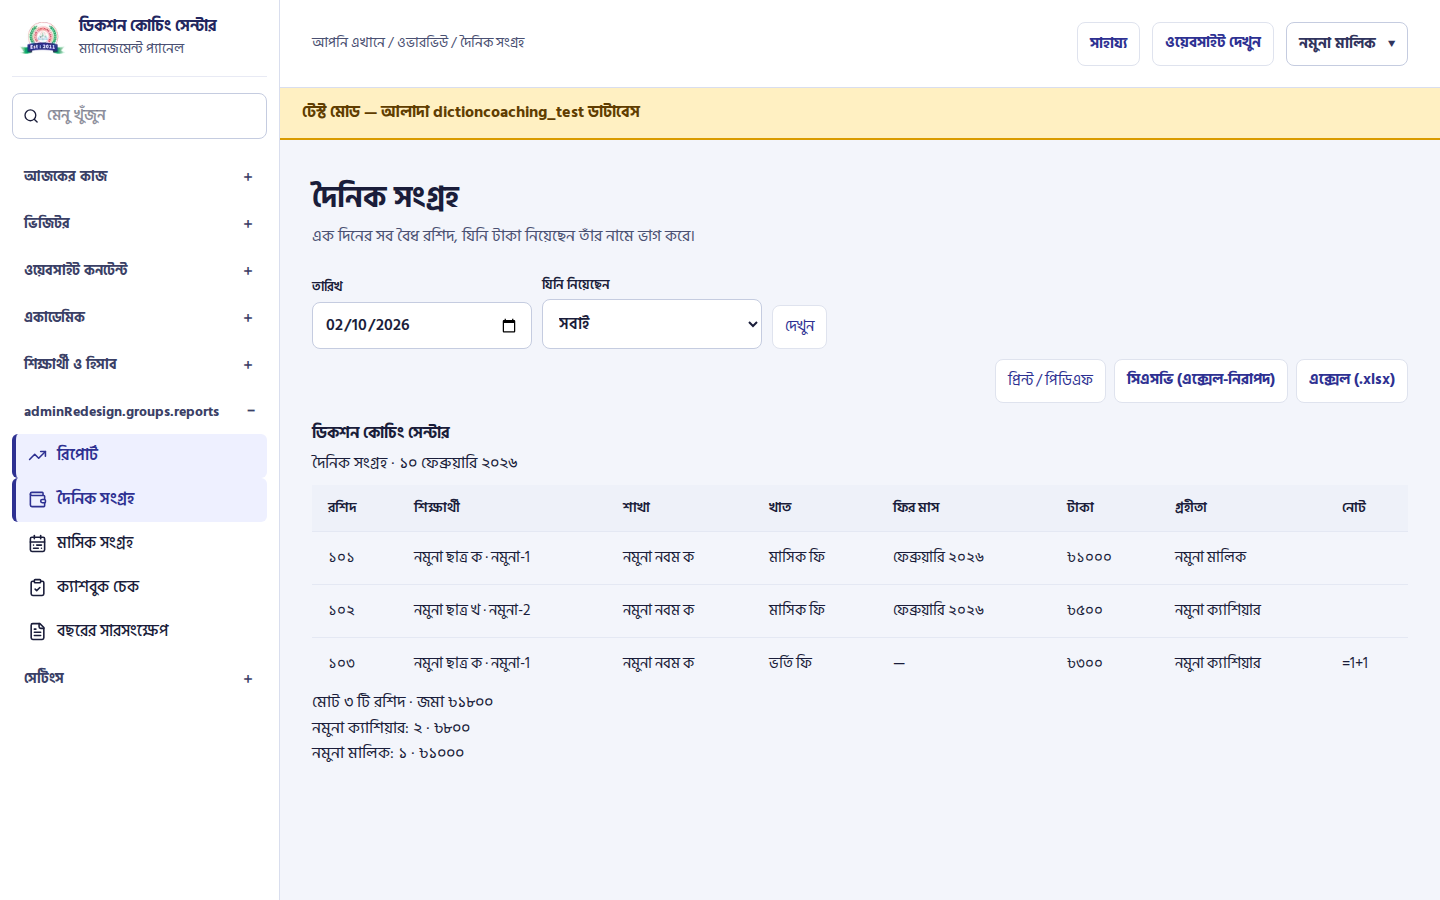 ডিকশন কোচিং সেন্টার
ম্যানেজমেন্ট প্যানেল
Est : 2011
মেনু খুঁজুন
আজকের কাজ +
ভিজিটর +
ওয়েবসাইট কনটেন্ট +
একাডেমিক +
শিক্ষার্থী ও হিসাব +
adminRedesign.groups.reports −
রিপোর্ট
দৈনিক সংগ্রহ
মাসিক সংগ্রহ
ক্যাশবুক চেক
বছরের সারসংক্ষেপ
সেটিংস +
আপনি এখানে / ওভারভিউ / দৈনিক সংগ্রহ
সাহায্য
ওয়েবসাইট দেখুন
নমুনা মালিক
টেস্ট মোড — আলাদা dictioncoaching_test ডাটাবেস
দৈনিক সংগ্রহ
এক দিনের সব বৈধ রশিদ, যিনি টাকা নিয়েছেন তাঁর নামে ভাগ করে।
তারিখ যিনি নিয়েছেন
02/10/2026 সবাই দেখুন
প্রিন্ট / পিডিএফ সিএসভি (এক্সেল-নিরাপদ) এক্সেল (.xlsx)
ডিকশন কোচিং সেন্টার
দৈনিক সংগ্রহ · ১০ ফেব্রুয়ারি ২০২৬
রশিদ শিক্ষার্থী শাখা খাত ফির মাস টাকা গ্রহীতা নোট
১০১ নমুনা ছাত্র ক · নমুনা-1 নমুনা নবম ক মাসিক ফি ফেব্রুয়ারি ২০২৬ ৳১০০০ নমুনা মালিক
১০২ নমুনা ছাত্র খ · নমুনা-2 নমুনা নবম ক মাসিক ফি ফেব্রুয়ারি ২০২৬ ৳৫০০ নমুনা ক্যাশিয়ার
১০৩ নমুনা ছাত্র ক · নমুনা-1 নমুনা নবম ক ভর্তি ফি — ৳৩০০ নমুনা ক্যাশিয়ার =1+1
মোট ৩ টি রশিদ · জমা ৳১৮০০
নমুনা ক্যাশিয়ার: ২ · ৳৮০০
নমুনা মালিক: ১ · ৳১০০০